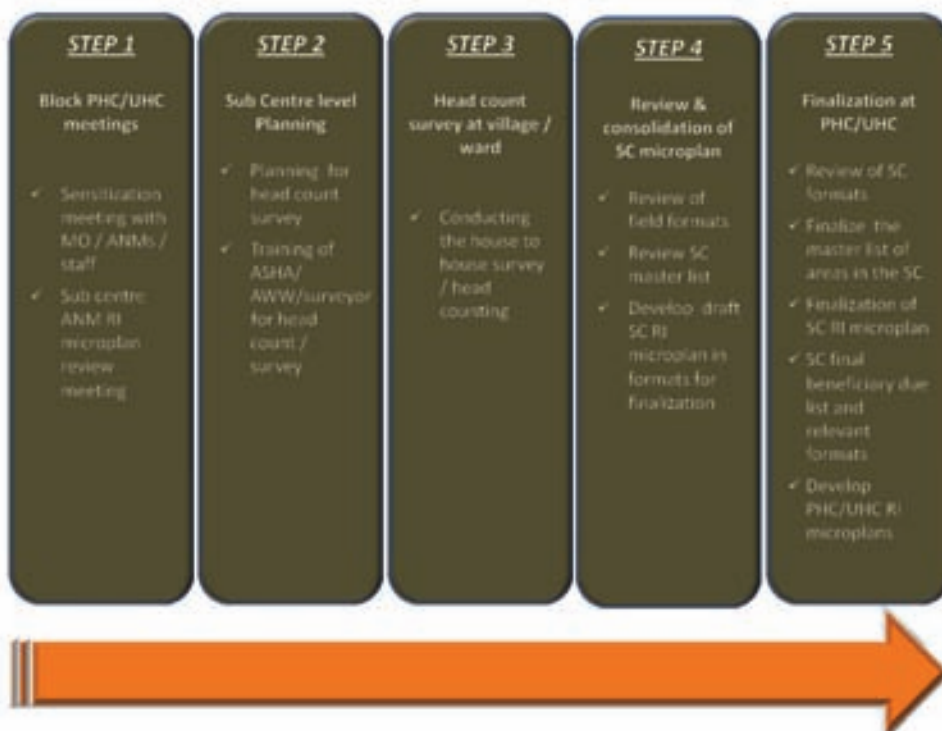 STEP 1
Block PHC/UHC
meetings
✓ Sensitization
meeting with
MO / ANMs /
staff
✓ Sub centre
ANM RI
microplan
review
meeting
STEP 2
Sub Centre level
Planning
✓ Planning for
head count
survey
✓ Training of
ASHA/
AWW/surveyor
for head
count /
survey
STEP 3
Head count
survey at village /
ward
✓ Conducting
the house to
house survey
/ head
counting
STEP 4
Review &
consolidation of
SC microplan
✓ Review of
field formats
✓ Review SC
master list
✓ Develop draft
SC RI
microplan in
formats for
finalization
STEP 5
Finalization at
PHC/UHC
✓ Review of SC
formats
✓ Finalize the
master list of
areas in the SC
✓ Finalization of
SC RI microplan
✓ SC final
beneficiary due
list and
relevant
formats
✓ Develop
PHC/UHC RI
microplans